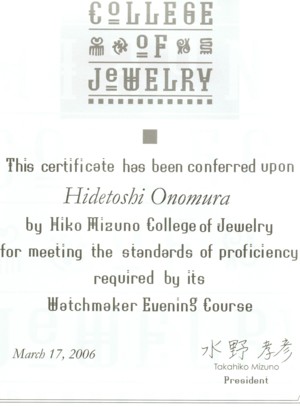 COLLEGE
OF
JEWELRY
This certificate has been conferred upon
Hidetoshi Onomura
by Hiko Mizuno College of Jewelry
for meeting the standards of proficiency
required by its
Watchmaker Evening Course
March 17, 2006
水野孝彦
Takahiko Mizuno
President